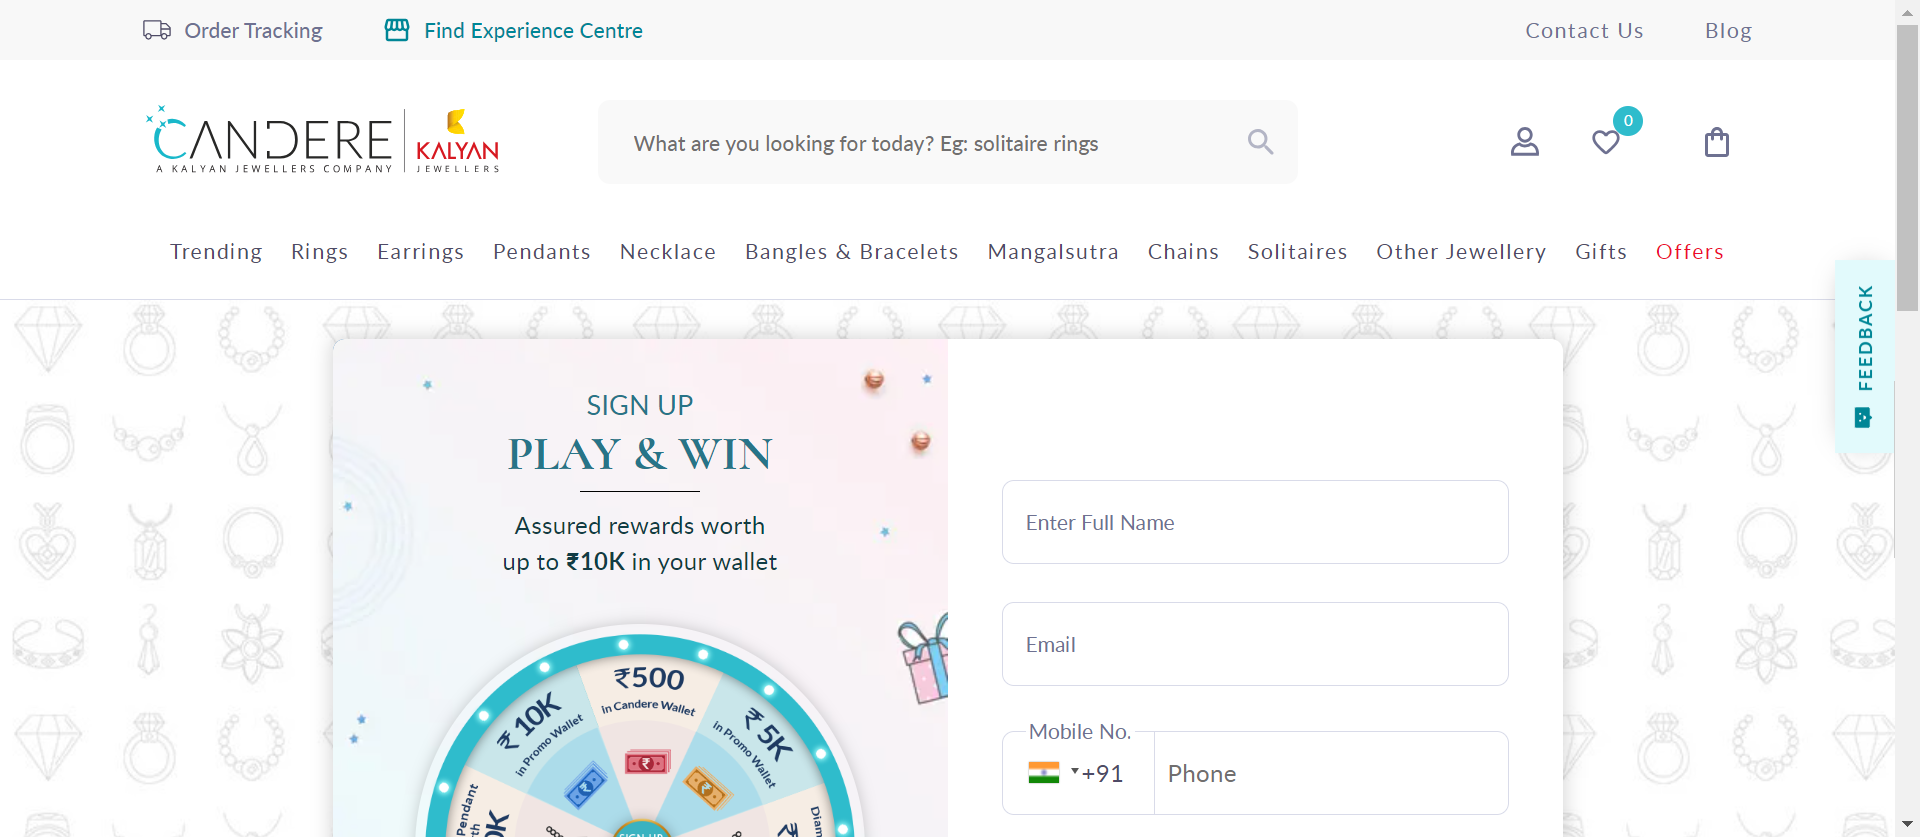 Order Tracking
Find Experience Centre
Contact Us
Blog
CANDERE
A KALYAN JEWELLERS COMPANY
KALYAN
JEWELLERS
What are you looking for today? Eg: solitaire rings
0
Trending Rings Earrings Pendants Necklace Bangles & Bracelets Mangalsutra Chains Solitaires Other Jewellery Gifts Offers
FEEDBACK
SIGN UP
PLAY & WIN
Assured rewards worth
up to ₹10K in your wallet
₹500
in Candere Wallet
₹ 10K
in Promo Wallet
₹ 5K
in Promo Wallet
Pendant
Enter Full Name
Email
Mobile No.
+91
Phone